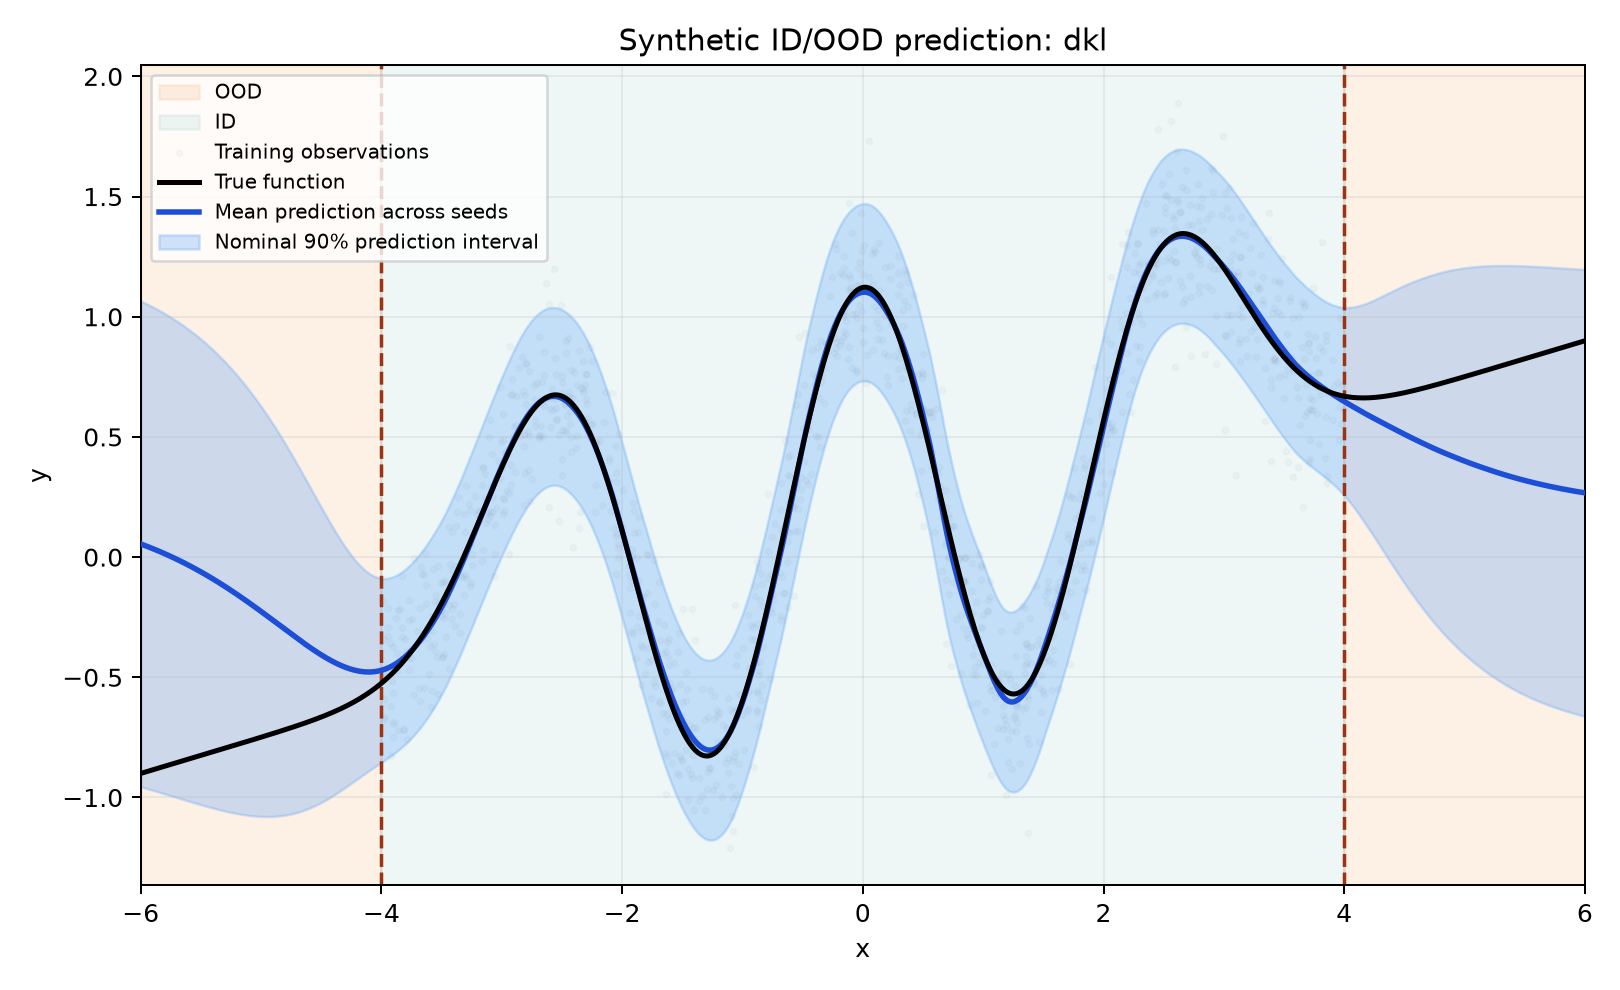 Synthetic ID/OOD prediction: dkl
OOD
ID
Training observations
True function
Mean prediction across seeds
Nominal 90% prediction interval
2.0
1.5
1.0
0.5
0.0
−0.5
−1.0
y
−6
−4
−2
0
2
4
6
x